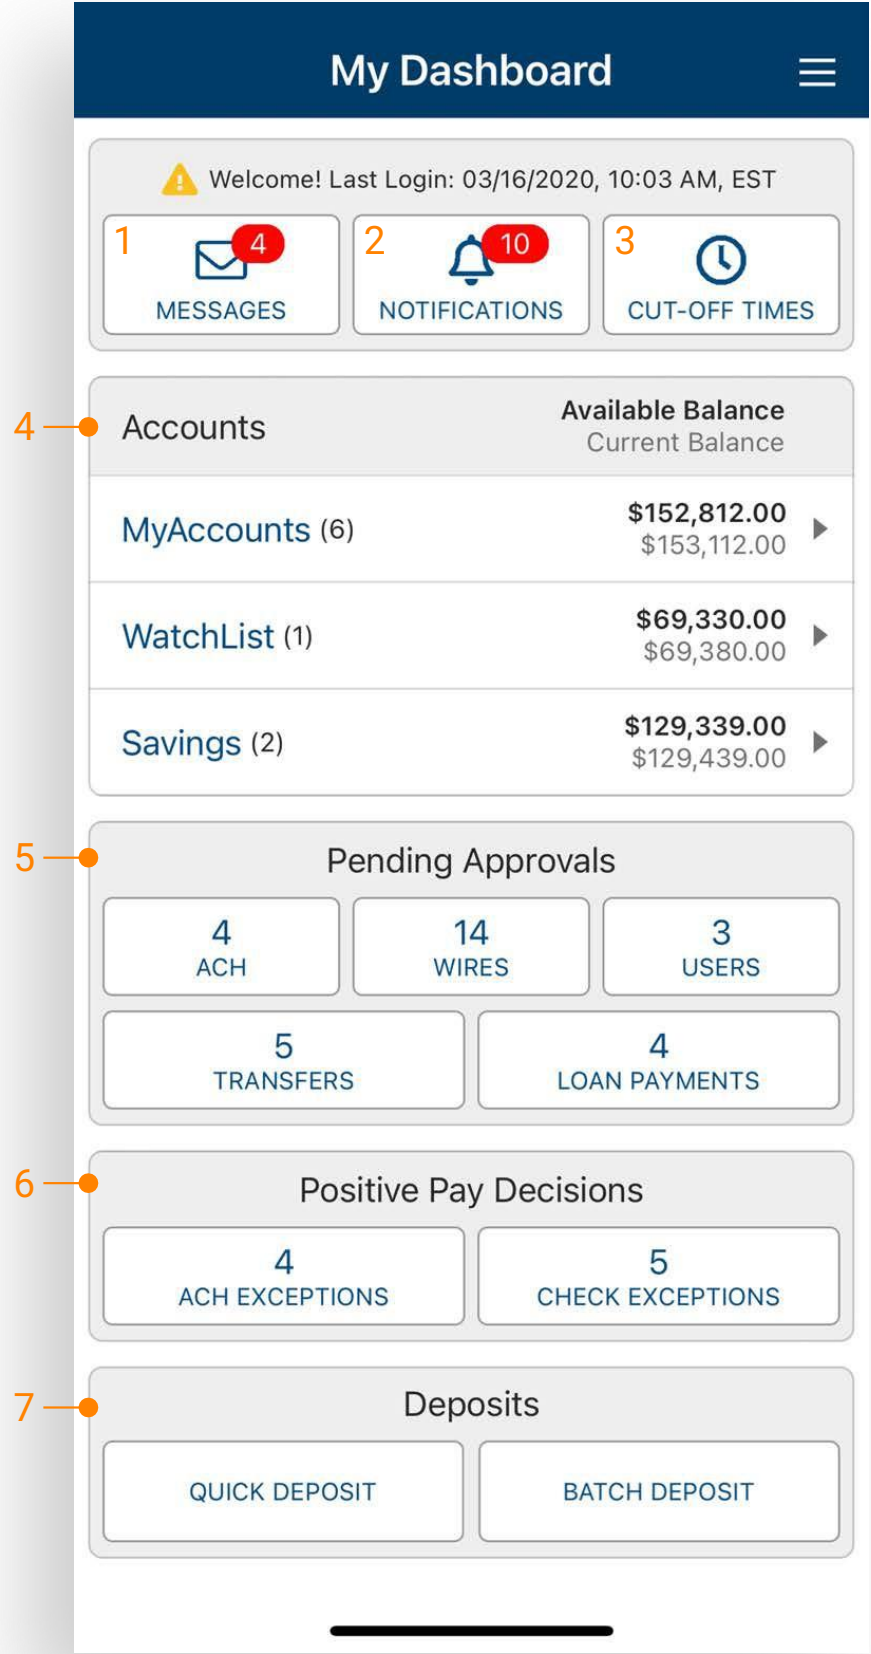 My Dashboard
Welcome! Last Login: 03/16/2020, 10:03 AM, EST
1 4 2 10 3
MESSAGES NOTIFICATIONS CUT-OFF TIMES
4 Accounts Available Balance
Current Balance
MyAccounts (6) $152,812.00
$153,112.00
WatchList (1) $69,330.00
$69,380.00
Savings (2) $129,339.00
$129,439.00
5 Pending Approvals
4 14 3
ACH WIRES USERS
5 4
TRANSFERS LOAN PAYMENTS
6 Positive Pay Decisions
4 5
ACH EXCEPTIONS CHECK EXCEPTIONS
7 Deposits
QUICK DEPOSIT BATCH DEPOSIT